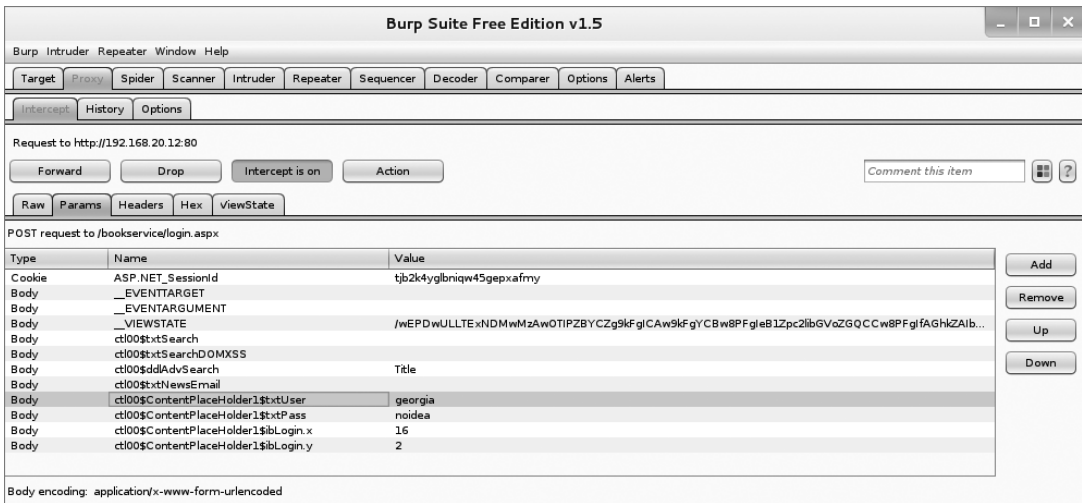 Burp Suite Free Edition v1.5
Burp Intruder Repeater Window Help
Target Proxy Spider Scanner Intruder Repeater Sequencer Decoder Comparer Options Alerts
Intercept History Options
Request to http://192.168.20.12:80
Forward Drop Intercept is on Action Comment this item ?
Raw Params Headers Hex ViewState
POST request to /bookservice/login.aspx
Type Name Value
Add
Cookie ASP.NET_SessionId tjb2k4yglbniqw45gepxafmy
Body __EVENTTARGET
Remove
Body __EVENTARGUMENT
Body __VIEWSTATE
Up
Body ctl00$txtSearch
Body ctl00$txtSearchDOMXSS
Down
Body ctl00$ddlAdvSearch Title
Body ctl00$txtNewsEmail
Body ctl00$ContentPlaceHolder1$txtUser georgia
Body ctl00$ContentPlaceHolder1$txtPass noidea
Body ctl00$ContentPlaceHolder1$ibLogin.x 16
Body ctl00$ContentPlaceHolder1$ibLogin.y 2
Body encoding: application/x-www-form-urlencoded